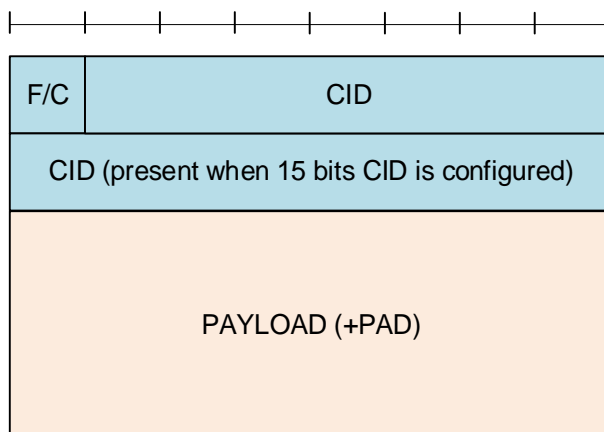 F/C CID
CID (present when 15 bits CID is configured)
PAYLOAD (+PAD)